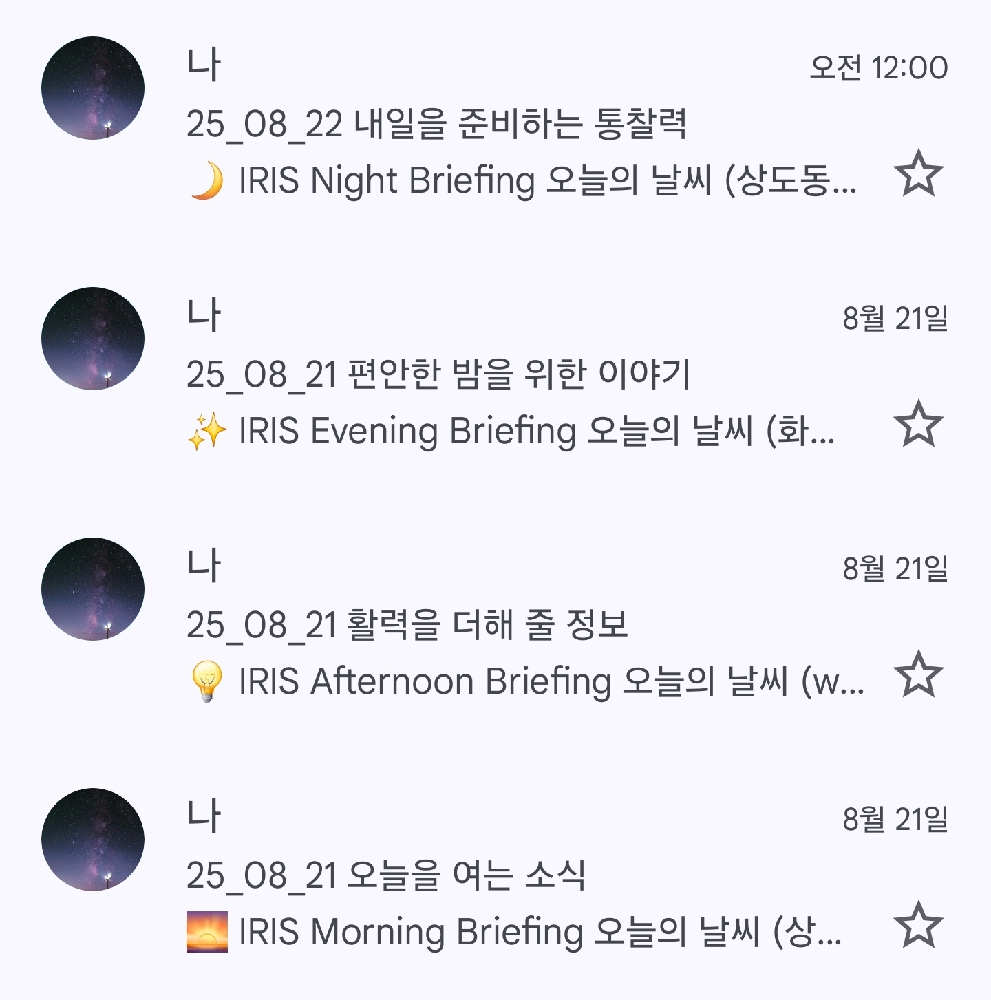 나
오전 12:00
25_08_22 내일을 준비하는 통찰력
🌙 IRIS Night Briefing 오늘의 날씨 (상도동...
나
8월 21일
25_08_21 편안한 밤을 위한 이야기
✨ IRIS Evening Briefing 오늘의 날씨 (화...
나
8월 21일
25_08_21 활력을 더해 줄 정보
💡 IRIS Afternoon Briefing 오늘의 날씨 (w...
나
8월 21일
25_08_21 오늘을 여는 소식
🌅 IRIS Morning Briefing 오늘의 날씨 (상...